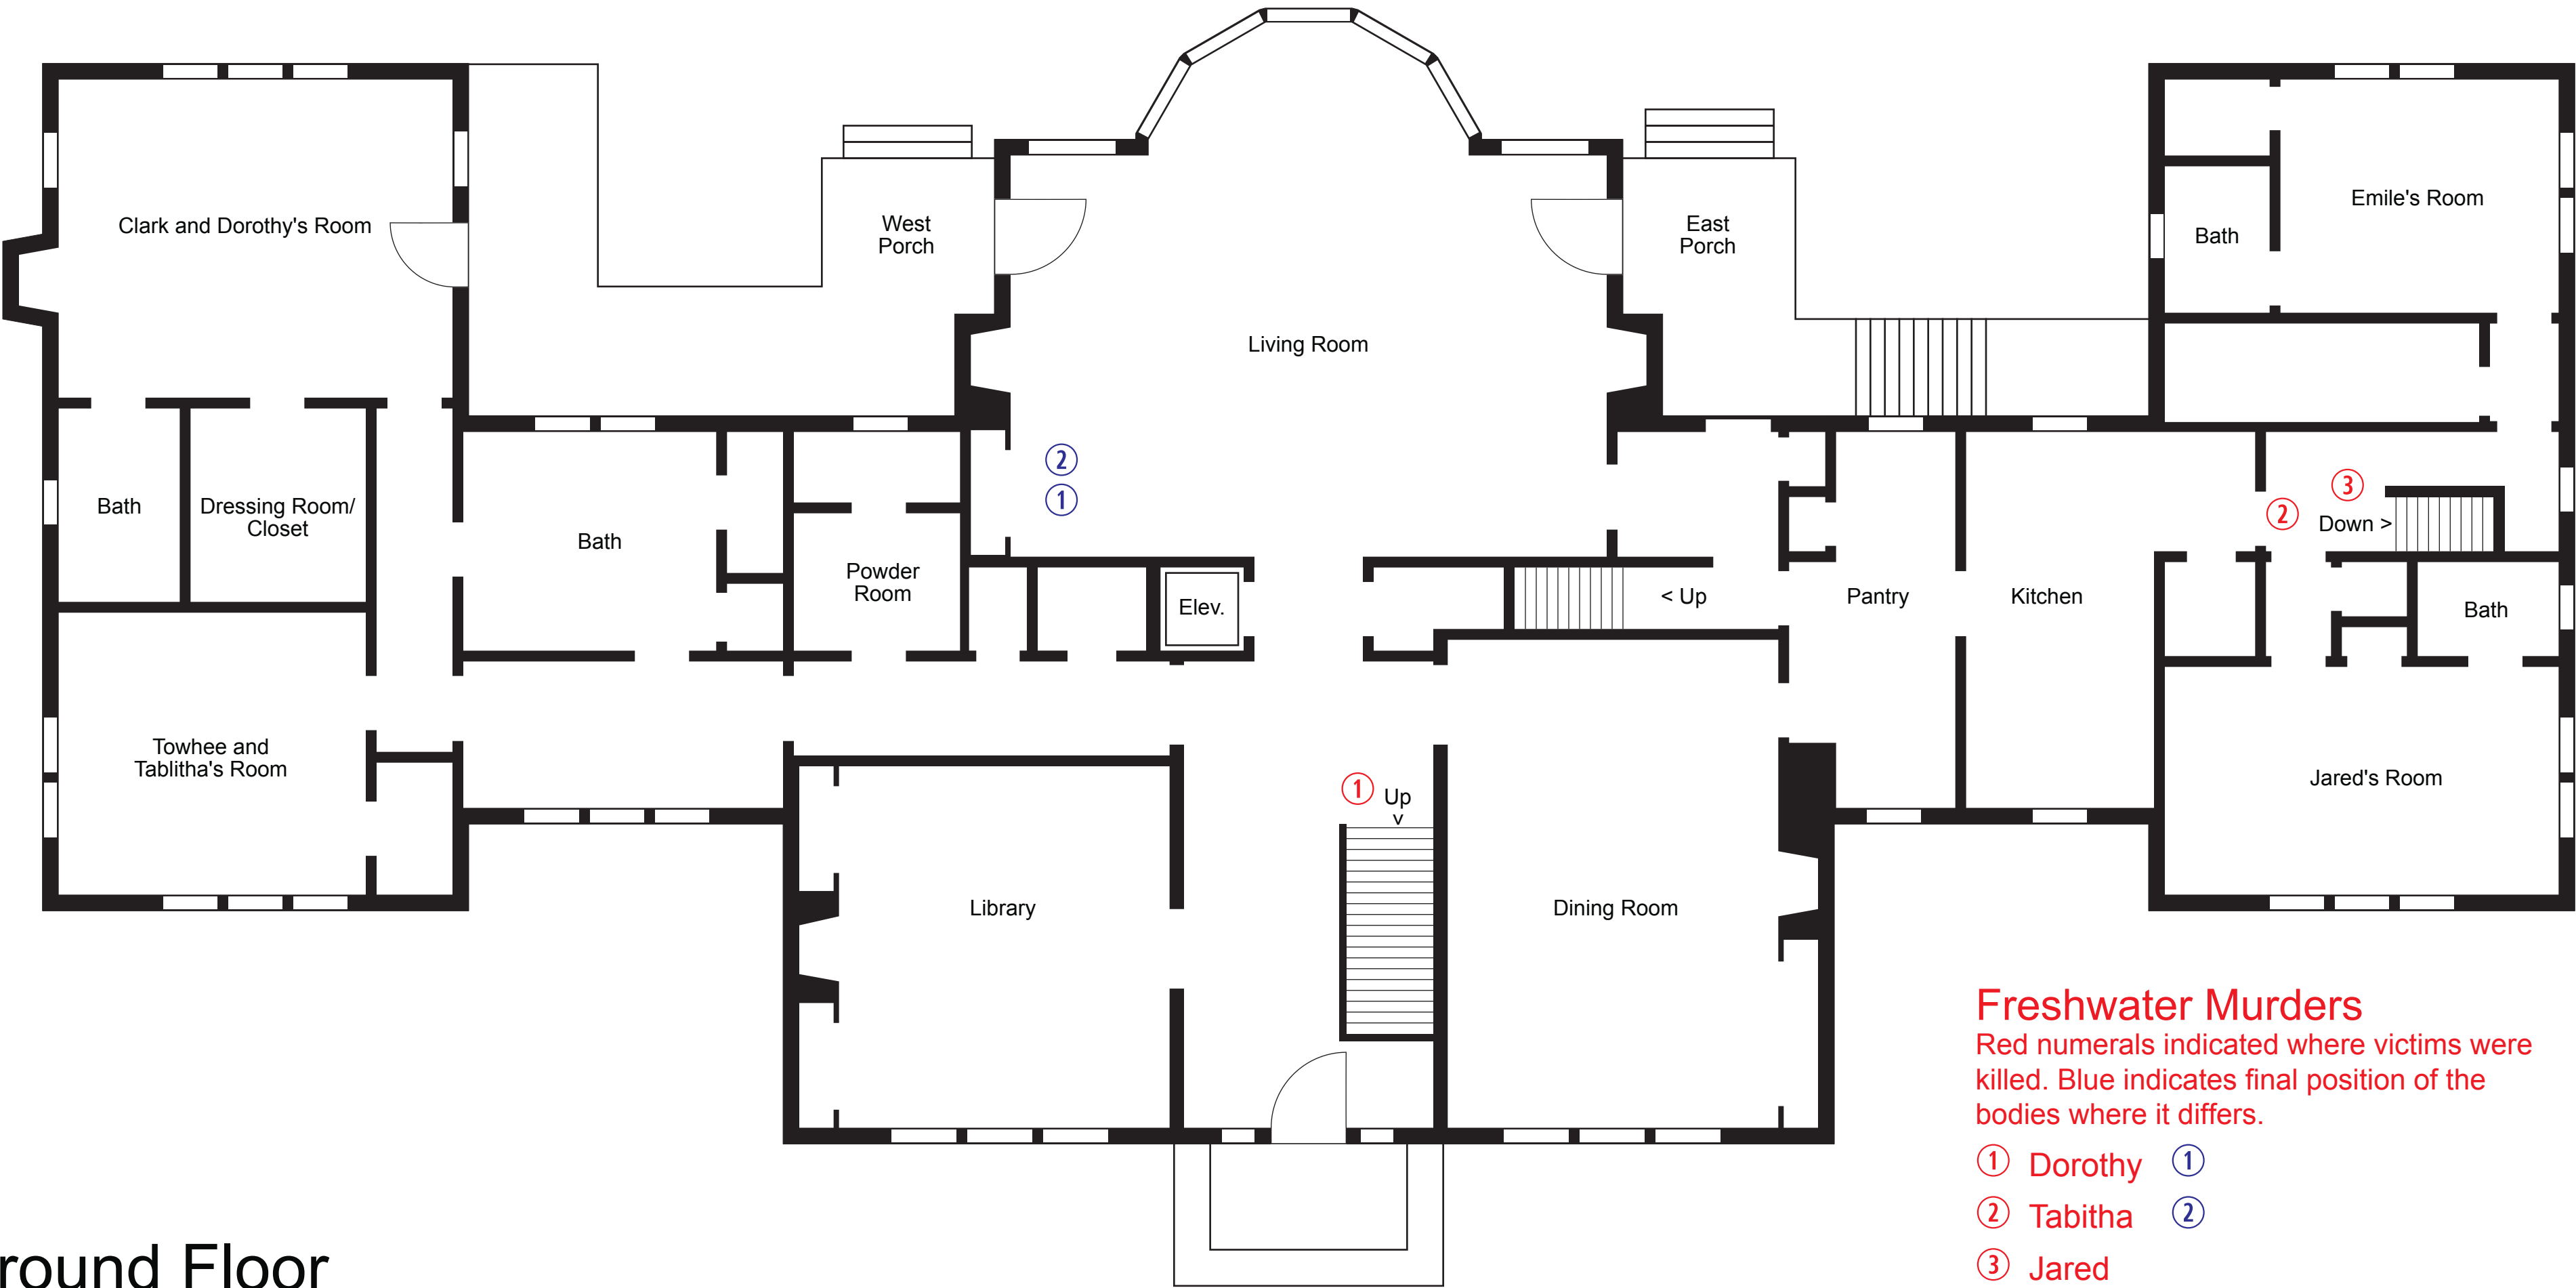 Clark and Dorothy's Room
West
Porch
East
Porch
Emile's Room
Bath
Living Room
2
1
Bath
Dressing Room/
Closet
Bath
Powder
Room
Elev.
< Up
Pantry
Kitchen
3
2
Down >
Bath
Towhee and
Tablitha's Room
1
Up
v
Jared's Room
Library
Dining Room
Freshwater Murders
Red numerals indicated where victims were
killed. Blue indicates final position of the
bodies where it differs.
1 Dorothy 1
2 Tabitha 2
3 Jared
round Floor